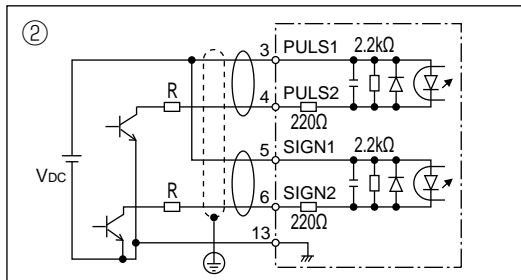 ②
3 PULS1 2.2kΩ
R 4 PULS2
220Ω
5 SIGN1 2.2kΩ
VDC
R 6 SIGN2
220Ω
13